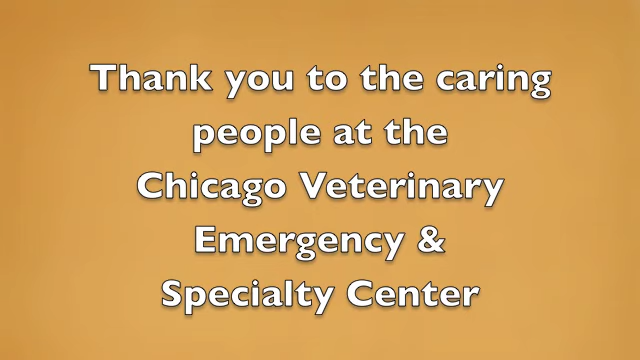 Thank you to the caring
people at the
Chicago Veterinary
Emergency &
Specialty Center